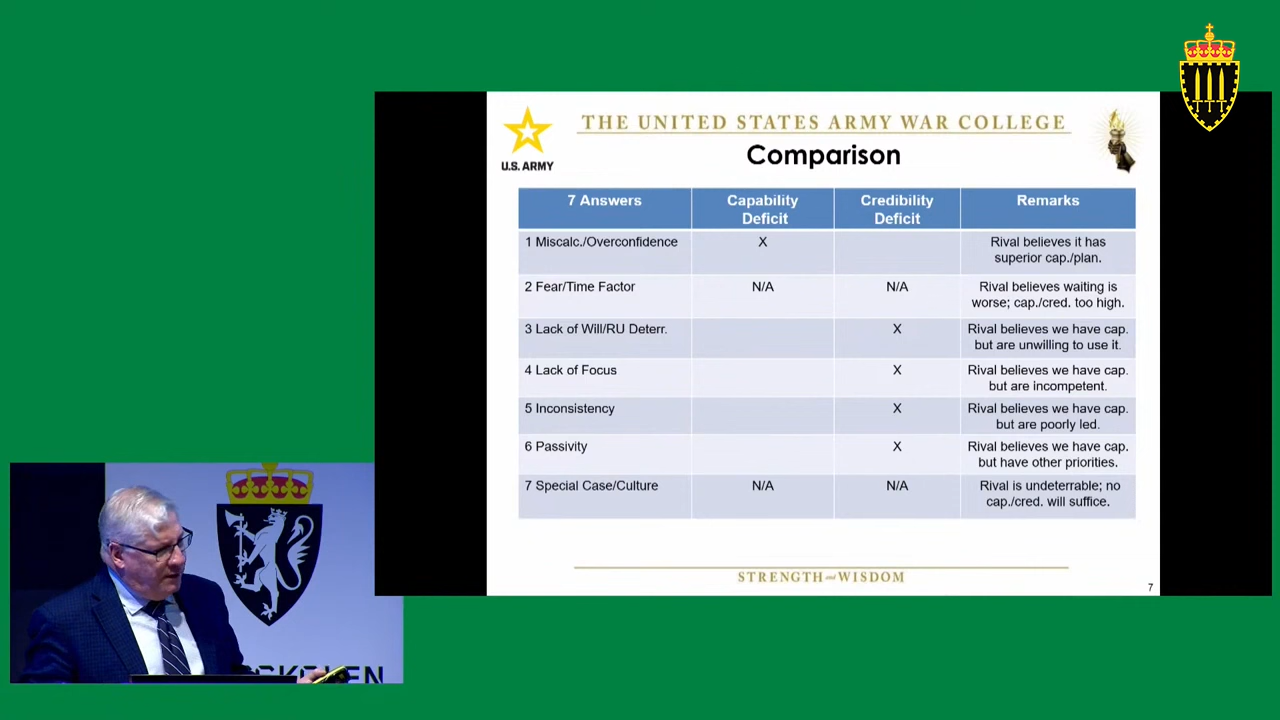 THE UNITED STATES ARMY WAR COLLEGE
U.S. ARMY
Comparison
7 Answers
Capability
Deficit
Credibility
Deficit
Remarks
1 Miscalc./Overconfidence
X
Rival believes it has
superior cap./plan.
2 Fear/Time Factor
N/A
N/A
Rival believes waiting is
worse; cap./cred. too high.
3 Lack of Will/RU Deterr.
X
Rival believes we have cap.
but are unwilling to use it.
4 Lack of Focus
X
Rival believes we have cap.
but are incompetent.
5 Inconsistency
X
Rival believes we have cap.
but are poorly led.
6 Passivity
X
Rival believes we have cap.
but have other priorities.
7 Special Case/Culture
N/A
N/A
Rival is undeterrable; no
cap./cred. will suffice.
STRENGTH and WISDOM
7